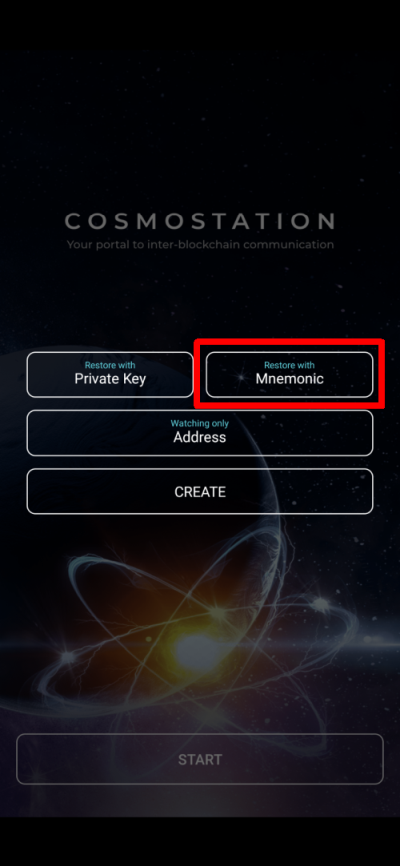 COSMOSTATION
Your portal to inter-blockchain communication
Restore with
Private Key
Restore with
Mnemonic
Watching only
Address
CREATE
START